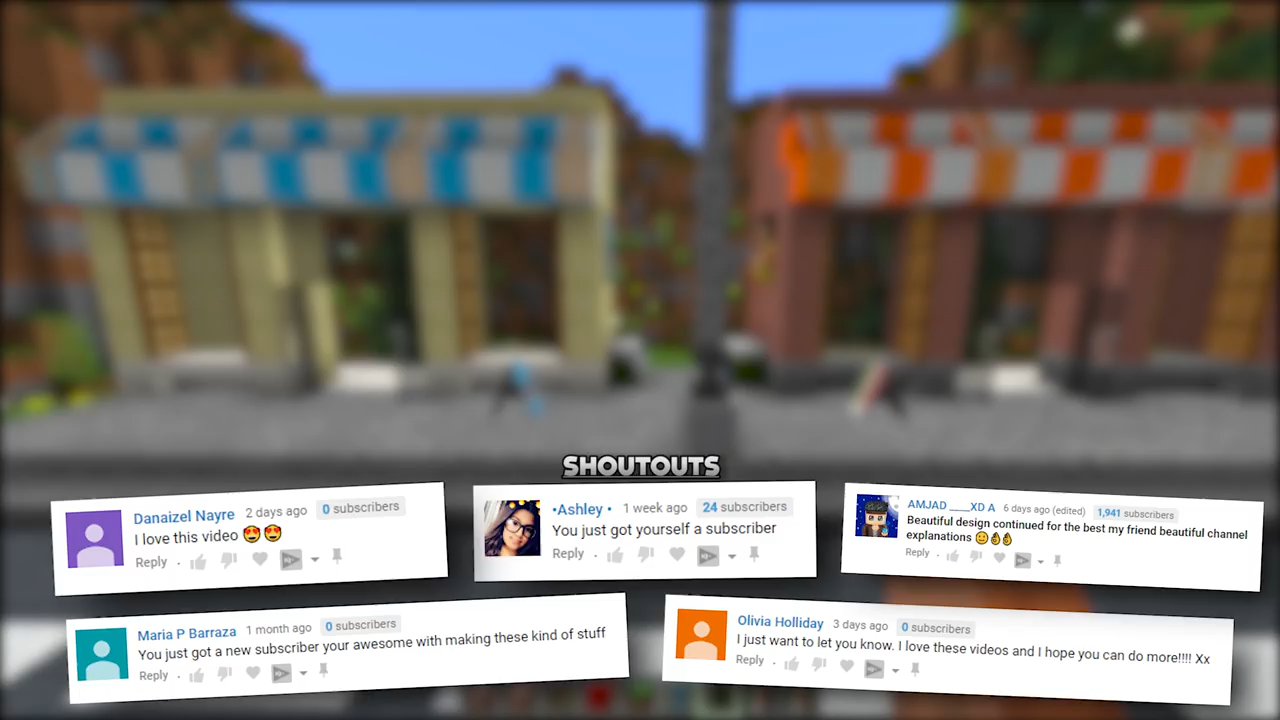 SHOUTOUTS
Danaizel Nayre 2 days ago 0 subscribers
I love this video 😍😍
Reply
•Ashley • 1 week ago 24 subscribers
You just got yourself a subscriber
Reply
AMJAD ____XD A 6 days ago (edited) 1,941 subscribers
Beautiful design continued for the best my friend beautiful channel
explanations 🙂👌👌
Reply
Maria P Barraza 1 month ago 0 subscribers
You just got a new subscriber your awesome with making these kind of stuff
Reply
Olivia Holliday 3 days ago 0 subscribers
I just want to let you know. I love these videos and I hope you can do more!!!! Xx
Reply